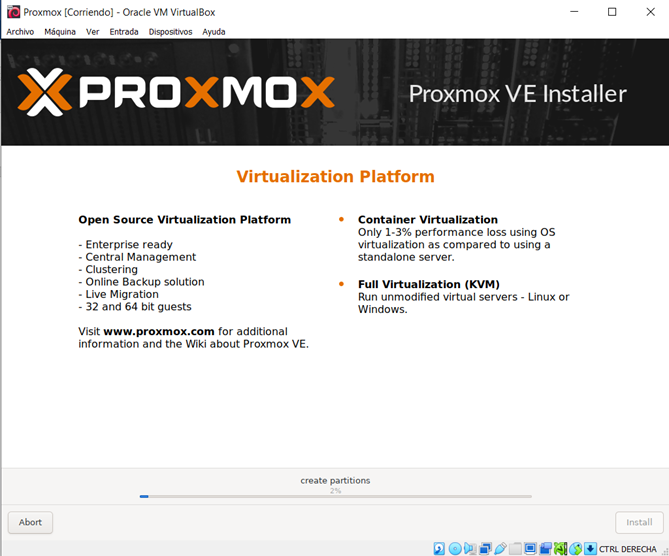 Proxmox [Corriendo] - Oracle VM VirtualBox
Archivo Máquina Ver Entrada Dispositivos Ayuda
PROXMOX
Proxmox VE Installer
Virtualization Platform
Open Source Virtualization Platform
- Enterprise ready
- Central Management
- Clustering
- Online Backup solution
- Live Migration
- 32 and 64 bit guests
Visit www.proxmox.com for additional
information and the Wiki about Proxmox VE.
Container Virtualization
Only 1-3% performance loss using OS
virtualization as compared to using a
standalone server.
Full Virtualization (KVM)
Run unmodified virtual servers - Linux or
Windows.
create partitions
2%
Abort
Install
CTRL DERECHA